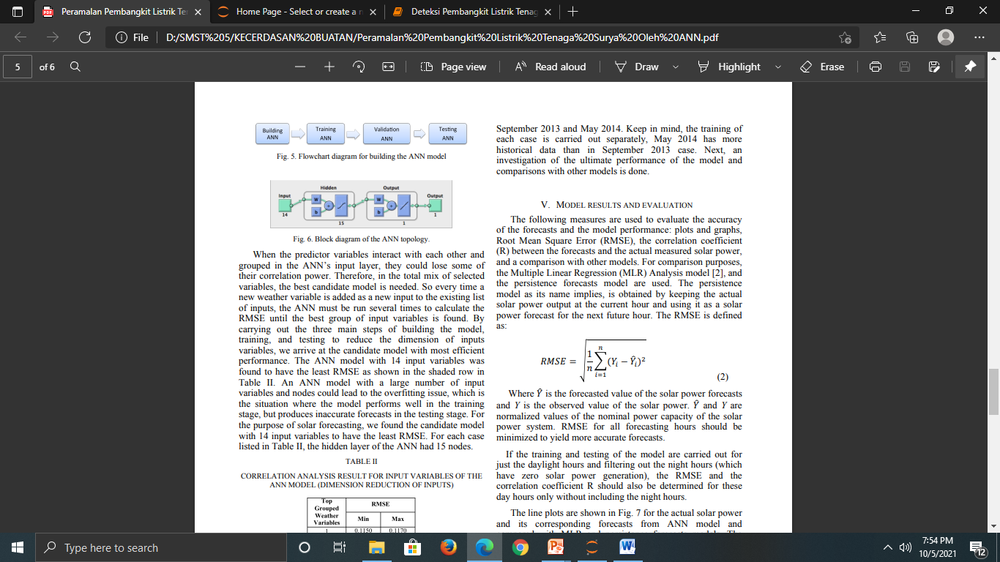 Peramalan Pembangkit Listrik Te
Home Page - Select or create a n
Deteksi Pembangkit Listrik Tenag
File
D:/SMST%205/KECERDASAN%20BUATAN/Peramalan%20Pembangkit%20Listrik%20Tenaga%20Surya%20Oleh%20ANN.pdf
5 of 6
Page view
Read aloud
Draw
Highlight
Erase
Building ANN
Training ANN
Validation ANN
Testing ANN
Fig. 5. Flowchart diagram for building the ANN model
Hidden
Output
Input
Output
W
b
+
W
b
+
14
15
1
1
Fig. 6. Block diagram of the ANN topology.
When the predictor variables interact with each other and
grouped in the ANN's input layer, they could lose some of
their correlation power. Therefore, in the total mix of selected
variables, the best candidate model is needed. So every time a
new weather variable is added as a new input to the existing list
of inputs, the ANN must be run several times to calculate the
RMSE until the best group of input variables is found. By
carrying out the three main steps of building the model,
training, and testing to reduce the dimension of inputs
variables, we arrive at the candidate model with most efficient
performance. The ANN model with 14 input variables was
found to have the least RMSE as shown in the shaded row in
Table II. An ANN model with a large number of input
variables and nodes could lead to the overfitting issue, which is
the situation where the model performs well in the training
stage, but produces inaccurate forecasts in the testing stage. For
the purpose of solar forecasting, we found the candidate model
with 14 input variables to have the least RMSE. For each case
listed in Table II, the hidden layer of the ANN had 15 nodes.
TABLE II
CORRELATION ANALYSIS RESULT FOR INPUT VARIABLES OF THE
ANN MODEL (DIMENSION REDUCTION OF INPUTS)
Top
Grouped
Weather
Variables
RMSE
Min
Max
1
0.1150
0.1170
September 2013 and May 2014. Keep in mind, the training of
each case is carried out separately, May 2014 has more
historical data than in September 2013 case. Next, an
investigation of the ultimate performance of the model and
comparisons with other models is done.
V. MODEL RESULTS AND EVALUATION
The following measures are used to evaluate the accuracy
of the forecasts and the model performance: plots and graphs,
Root Mean Square Error (RMSE), the correlation coefficient
(R) between the forecasts and the actual measured solar power,
and a comparison with other models. For comparison purposes,
the Multiple Linear Regression (MLR) Analysis model [2], and
the persistence forecasts model are used. The persistence
model as its name implies, is obtained by keeping the actual
solar power output at the current hour and using it as a solar
power forecast for the next future hour. The RMSE is defined
as:
RMSE = √(1/n ∑_{i=1}^{n} (Y_i − Ŷ_i)²)
(2)
Where Ŷ is the forecasted value of the solar power forecasts
and Y is the observed value of the solar power. Ŷ and Y are
normalized values of the nominal power capacity of the solar
power system. RMSE for all forecasting hours should be
minimized to yield more accurate forecasts.
If the training and testing of the model are carried out for
just the daylight hours and filtering out the night hours (which
have zero solar power generation), the RMSE and the
correlation coefficient R should also be determined for these
day hours only without including the night hours.
The line plots are shown in Fig. 7 for the actual solar power
and its corresponding forecasts from ANN model and
Type here to search
7:54 PM
10/5/2021
12